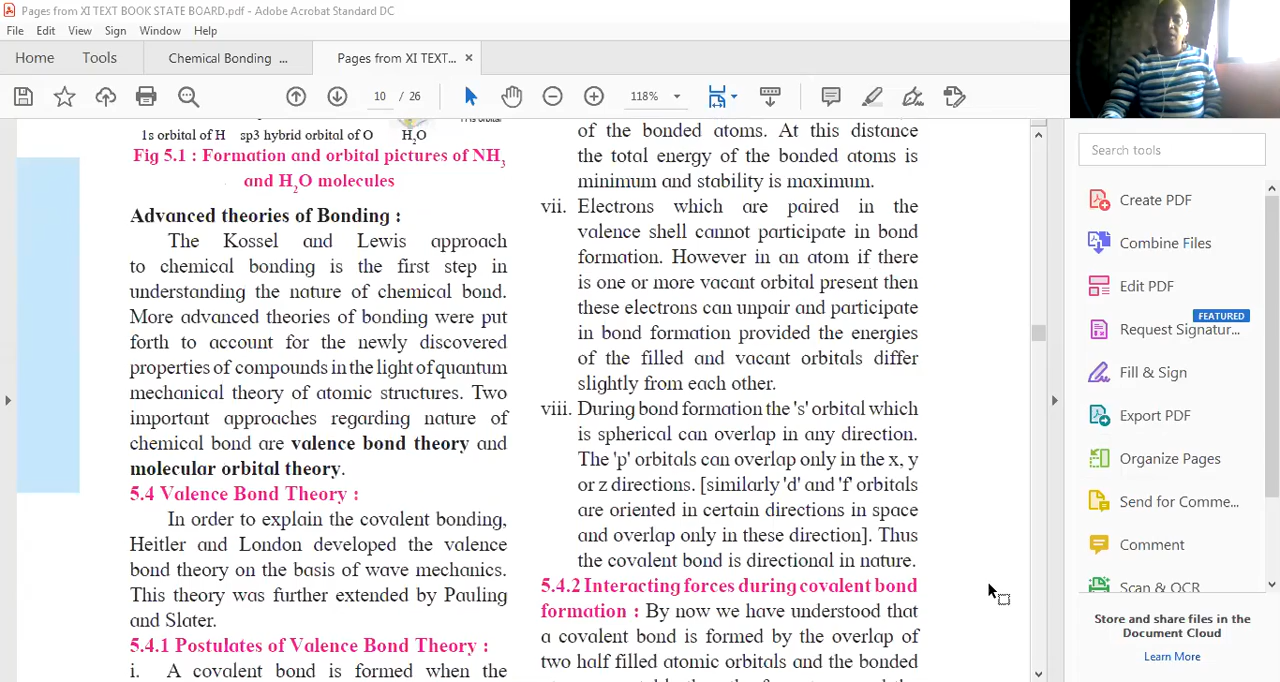 Pages from XI TEXT BOOK STATE BOARD.pdf - Adobe Acrobat Standard DC
File Edit View Sign Window Help
Home Tools Chemical Bonding ... Pages from XI TEXT... ×
10 / 26 118%
1s orbital of H sp3 hybrid orbital of O H2O
Fig 5.1 : Formation and orbital pictures of NH3
and H2O molecules
Advanced theories of Bonding :
The Kossel and Lewis approach
to chemical bonding is the first step in
understanding the nature of chemical bond.
More advanced theories of bonding were put
forth to account for the newly discovered
properties of compounds in the light of quantum
mechanical theory of atomic structures. Two
important approaches regarding nature of
chemical bond are valence bond theory and
molecular orbital theory.
5.4 Valence Bond Theory :
In order to explain the covalent bonding,
Heitler and London developed the valence
bond theory on the basis of wave mechanics.
This theory was further extended by Pauling
and Slater.
5.4.1 Postulates of Valence Bond Theory :
i. A covalent bond is formed when the
of the bonded atoms. At this distance
the total energy of the bonded atoms is
minimum and stability is maximum.
vii. Electrons which are paired in the
valence shell cannot participate in bond
formation. However in an atom if there
is one or more vacant orbital present then
these electrons can unpair and participate
in bond formation provided the energies
of the filled and vacant orbitals differ
slightly from each other.
viii. During bond formation the 's' orbital which
is spherical can overlap in any direction.
The 'p' orbitals can overlap only in the x, y
or z directions. [similarly 'd' and 'f' orbitals
are oriented in certain directions in space
and overlap only in these direction]. Thus
the covalent bond is directional in nature.
5.4.2 Interacting forces during covalent bond
formation : By now we have understood that
a covalent bond is formed by the overlap of
two half filled atomic orbitals and the bonded
Search tools
Create PDF
Combine Files
Edit PDF
FEATURED
Request Signatur...
Fill & Sign
Export PDF
Organize Pages
Send for Comme...
Comment
Scan & OCR
Store and share files in the
Document Cloud
Learn More